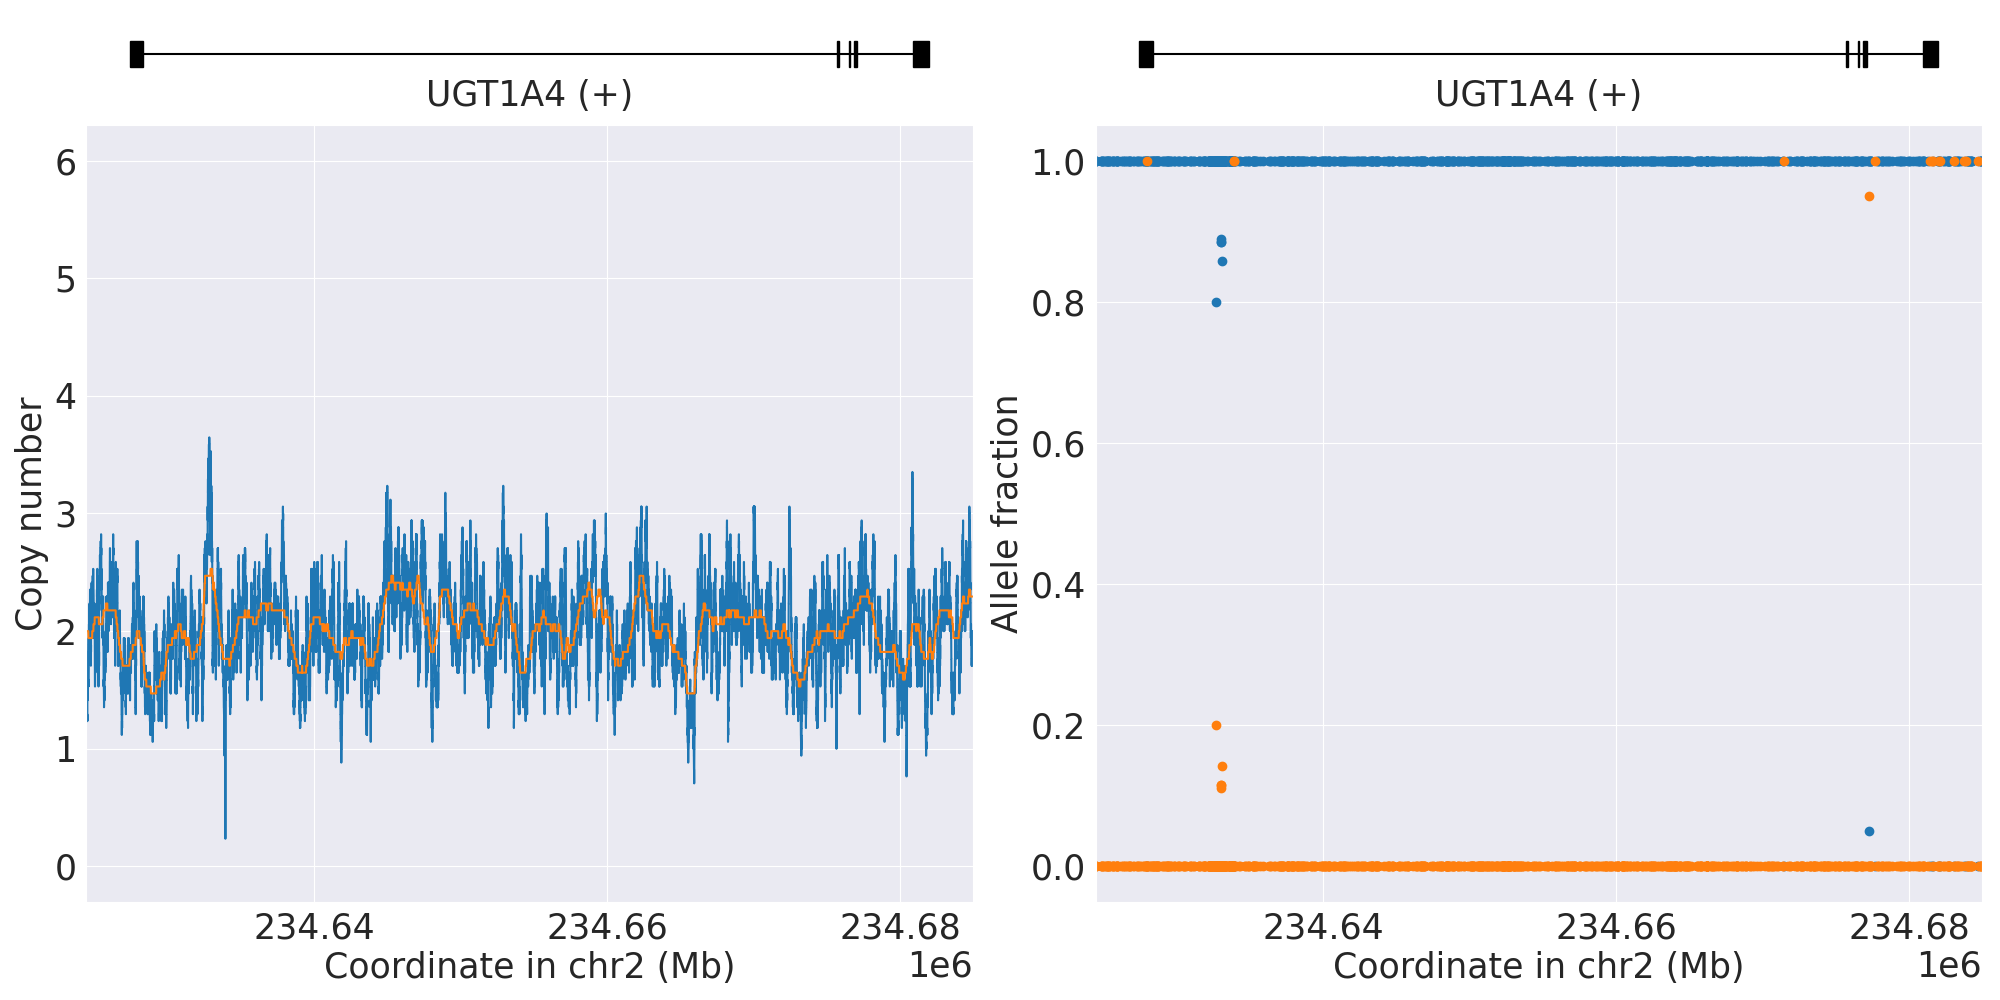 UGT1A4 (+)
6
5
4
3
2
1
0
Copy number
234.64 234.66 234.68
1e6
Coordinate in chr2 (Mb)
UGT1A4 (+)
1.0
0.8
0.6
0.4
0.2
0.0
Allele fraction
234.64 234.66 234.68
1e6
Coordinate in chr2 (Mb)